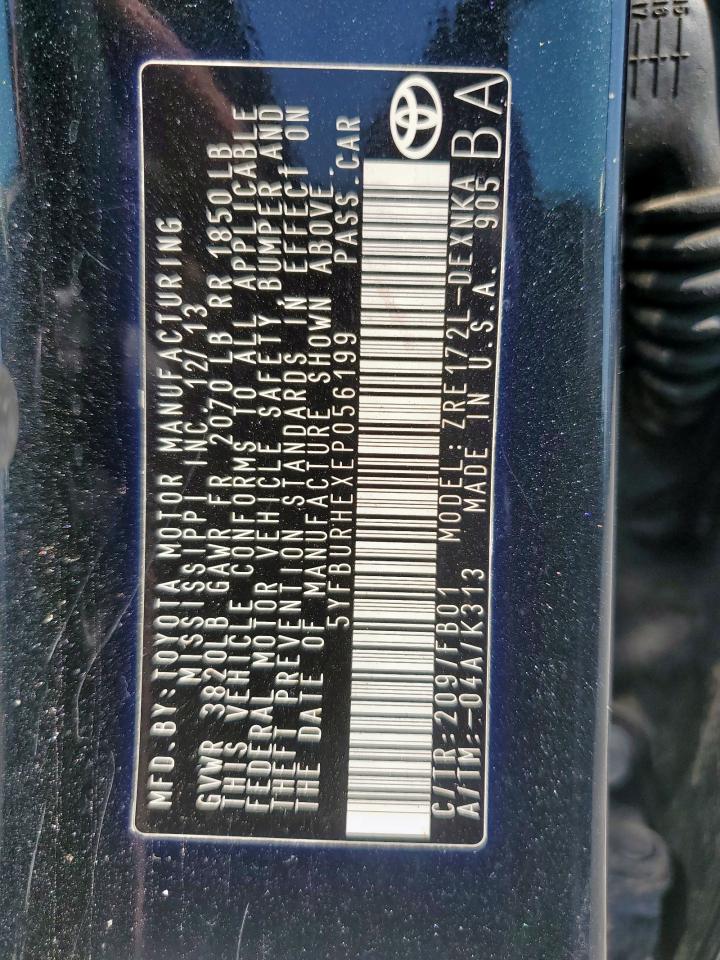 MFD.BY:TOYOTA MOTOR MANUFACTURING
MISSISSIPPI INC. 12/13
GVWR 3820LB GAWR FR 2070 LB RR 1850LB
THIS VEHICLE CONFORMS TO ALL APPLICABLE
FEDERAL MOTOR VEHICLE SAFETY, BUMPER AND
THEFT PREVENTION STANDARDS IN EFFECT ON
THE DATE OF MANUFACTURE SHOWN ABOVE.
5YFBURHEXEP056199 PASS.CAR
C/TR:209/FB01 MODEL:ZRE172L-DEXNKA
A/TM:-04A/K313 MADE IN U.S.A. 905 BA